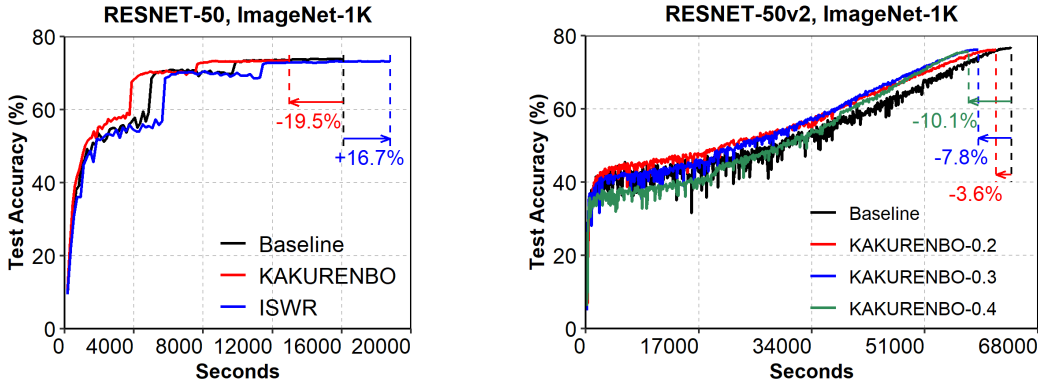 RESNET-50, ImageNet-1K
80
60
40
20
0
Test Accuracy (%)
-19.5%
+16.7%
Baseline
KAKURENBO
ISWR
0 4000 8000 12000 16000 20000
Seconds
RESNET-50v2, ImageNet-1K
80
60
40
20
0
Test Accuracy (%)
-10.1%
-7.8%
-3.6%
Baseline
KAKURENBO-0.2
KAKURENBO-0.3
KAKURENBO-0.4
0 17000 34000 51000 68000
Seconds